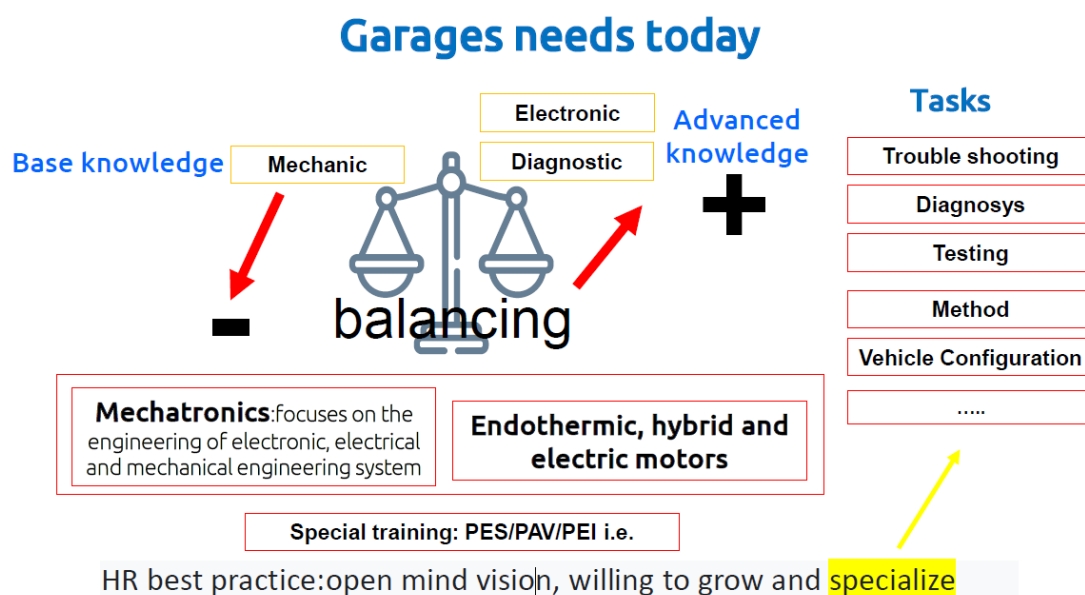 Garages needs today
Base knowledge
Mechanic
Electronic
Diagnostic
Advanced
knowledge
+
-
balancing
Mechatronics:focuses on the
engineering of electronic, electrical
and mechanical engineering system
Endothermic, hybrid and
electric motors
Special training: PES/PAV/PEI i.e.
HR best practice:open mind vision, willing to grow and specialize
Tasks
Trouble shooting
Diagnosys
Testing
Method
Vehicle Configuration
…..